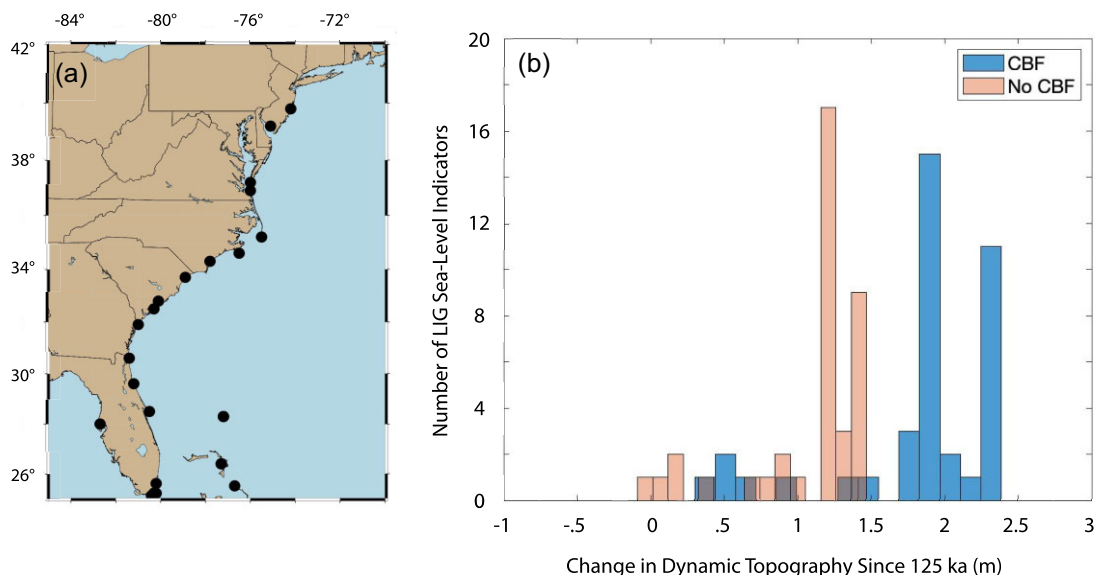 -84° -80° -76° -72°
42°
38°
34°
30°
26°
(a)
(b)
CBF
No CBF
20
16
12
8
4
0
Number of LIG Sea-Level Indicators
-1 -.5 0 .5 1 1.5 2 2.5 3
Change in Dynamic Topography Since 125 ka (m)